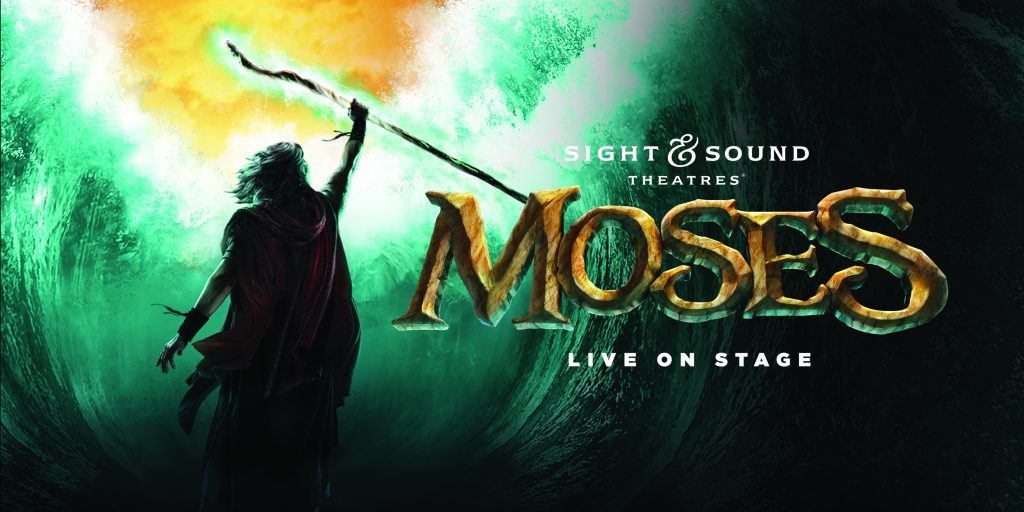 SIGHT & SOUND
THEATRES®
MOSES
LIVE ON STAGE